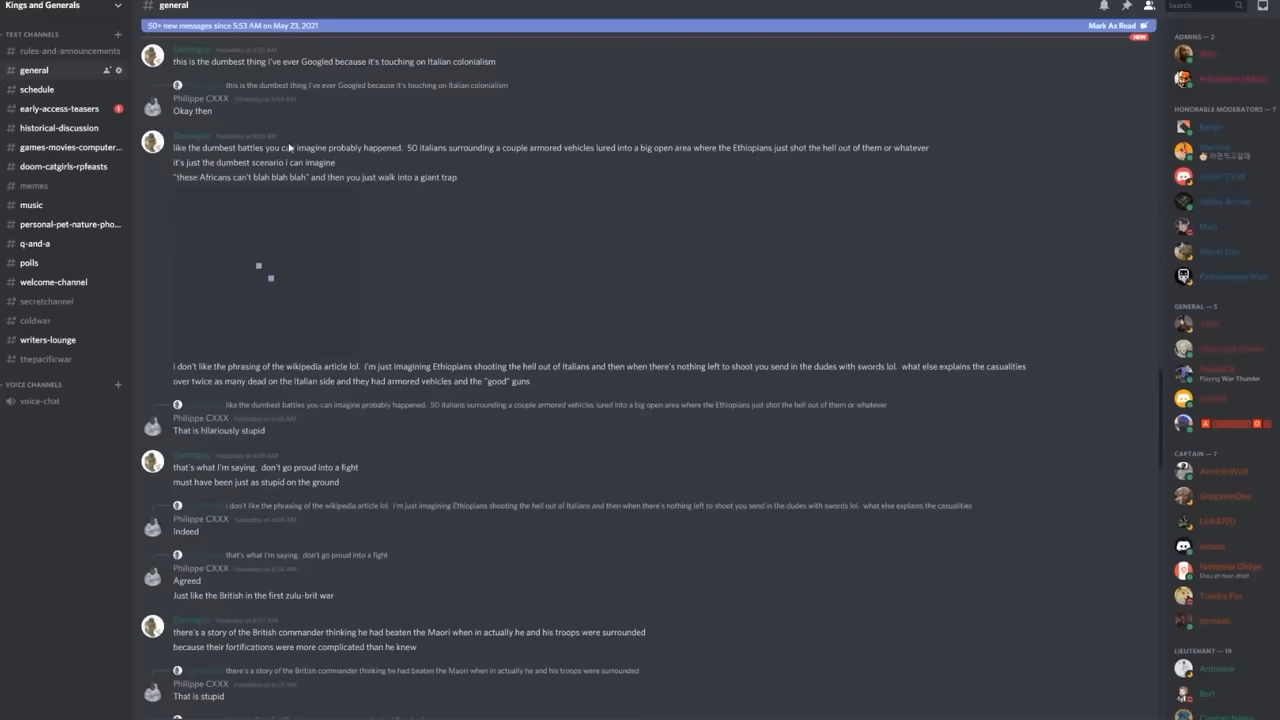 Kings and Generals
general
Search
TEXT CHANNELS
rules-and-announcements
general
schedule
early-access-teasers
1
historical-discussion
games-movies-computer...
doom-catgirls-rpfeasts
memes
music
personal-pet-nature-pho...
q-and-a
polls
welcome-channel
secretchannel
coldwar
writers-lounge
thepacificwar
VOICE CHANNELS
voice-chat
50+ new messages since 5:53 AM on May 23, 2021
Mark As Read
NEW
this is the dumbest thing I've ever Googled because it's touching on Italian colonialism
this is the dumbest thing I've ever Googled because it's touching on Italian colonialism
Philippe CXXX
Okay then
like the dumbest battles you can imagine probably happened. 50 italians surrounding a couple armored vehicles lured into a big open area where the Ethiopians just shot the hell out of them or whatever
it's just the dumbest scenario i can imagine
"these Africans can't blah blah blah" and then you just walk into a giant trap
i don't like the phrasing of the wikipedia article lol. i'm just imagining Ethiopians shooting the hell out of Italians and then when there's nothing left to shoot you send in the dudes with swords lol. what else explains the casualities
over twice as many dead on the Italian side and they had armored vehicles and the "good" guns
like the dumbest battles you can imagine probably happened. 50 italians surrounding a couple armored vehicles lured into a big open area where the Ethiopians just shot the hell out of them or whatever
Philippe CXXX
That is hilariously stupid
that's what I'm saying. don't go proud into a fight
must have been just as stupid on the ground
i don't like the phrasing of the wikipedia article lol. i'm just imagining Ethiopians shooting the hell out of Italians and then when there's nothing left to shoot you send in the dudes with swords lol. what else explains the casualities
Philippe CXXX
Indeed
that's what I'm saying. don't go proud into a fight
Philippe CXXX
Agreed
Just like the British in the first zulu-brit war
there's a story of the British commander thinking he had beaten the Maori when in actually he and his troops were surrounded
because their fortifications were more complicated than he knew
there's a story of the British commander thinking he had beaten the Maori when in actually he and his troops were surrounded
Philippe CXXX
That is stupid
ADMINS — 2
HONORABLE MODERATORS — 7
GENERAL — 5
Playing War Thunder
CAPTAIN — 7
Dieu et mon droit
Tundra Fox
LIEUTENANT — 19
Antonios
Bert